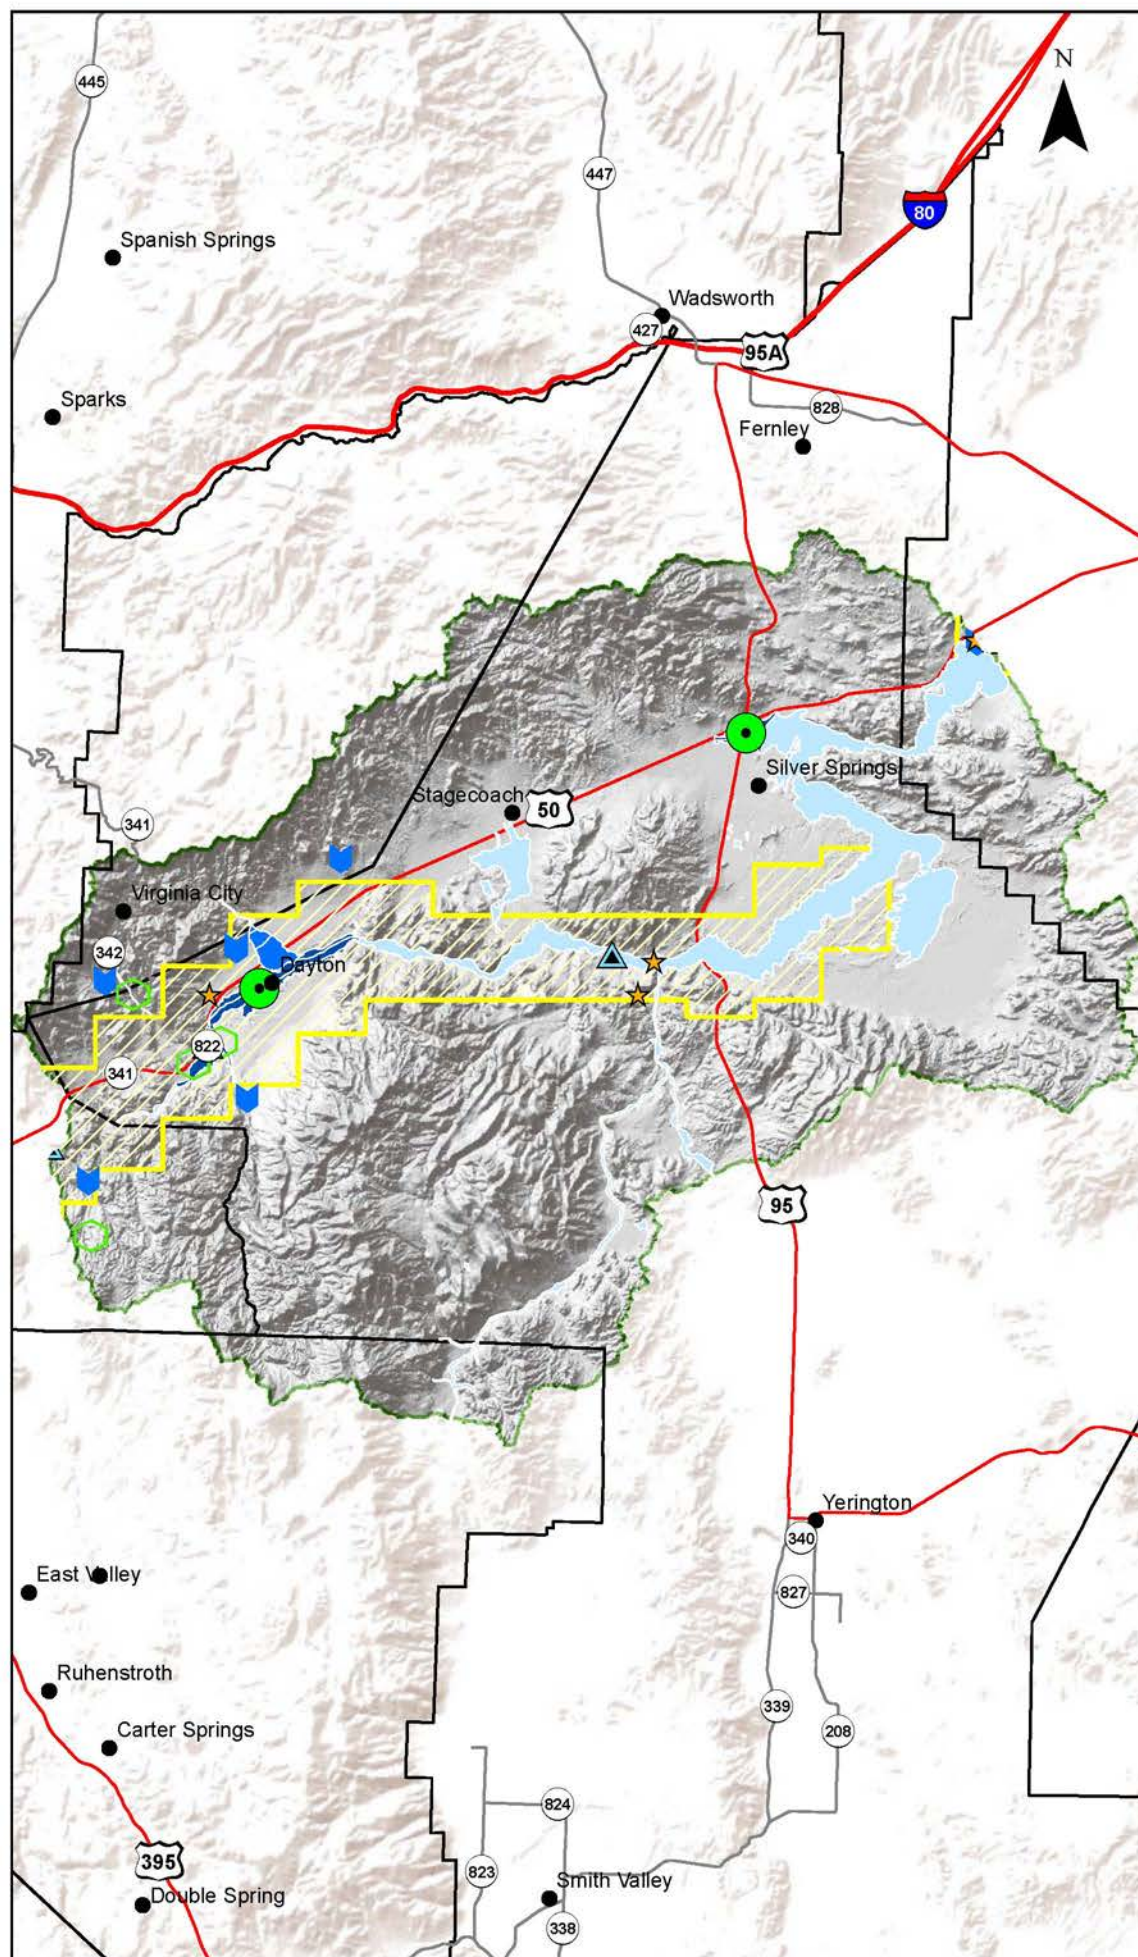 N
445
447
80
Spanish Springs
Wadsworth
427
95A
Sparks
828
Fernley
Silver Springs
Stagecoach
50
341
Virginia City
342
Dayton
822
341
95
Yerington
340
East Valley
827
Ruhenstroth
339
Carter Springs
208
824
395
823
Smith Valley
Double Spring
338